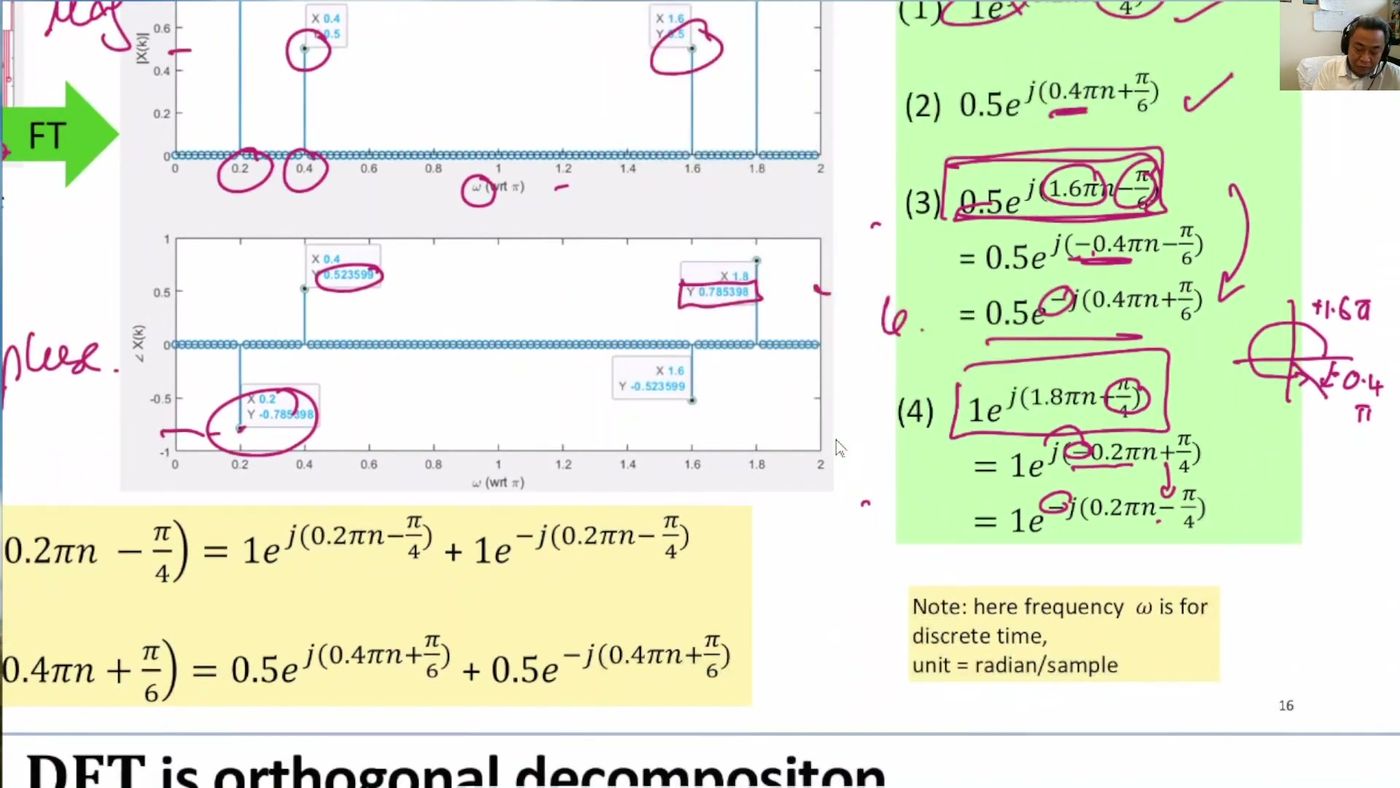 Mag
|X(k)|
0.6
0.4
0.2
0
X 0.4
Y 0.5
X 1.6
Y 0.5
0 0.2 0.4 0.6 0.8 1 1.2 1.4 1.6 1.8 2
ω (wrt π)
FT
∠ X(k)
1
0.5
0
-0.5
-1
X 0.4
Y 0.523599
X 1.8
Y 0.785398
X 0.2
Y -0.785398
X 1.6
Y -0.523599
0 0.2 0.4 0.6 0.8 1 1.2 1.4 1.6 1.8 2
ω (wrt π)
0.2πn − π/4) = 1e^{j(0.2πn−π/4)} + 1e^{−j(0.2πn−π/4)}
0.4πn + π/6) = 0.5e^{j(0.4πn+π/6)} + 0.5e^{−j(0.4πn+π/6)}
(1) 1e
4
(2) 0.5e^{j(0.4πn+π/6)}
(3) 0.5e^{j(1.6πn−π/6)}
= 0.5e^{j(−0.4πn−π/6)}
= 0.5e^{−j(0.4πn+π/6)}
(4) 1e^{j(1.8πn+π/4)}
= 1e^{j(−0.2πn+π/4)}
= 1e^{−j(0.2πn−π/4)}
+1.6π
-0.4
π
Note: here frequency ω is for
discrete time,
unit = radian/sample
16
DFT is orthogonal decompositon